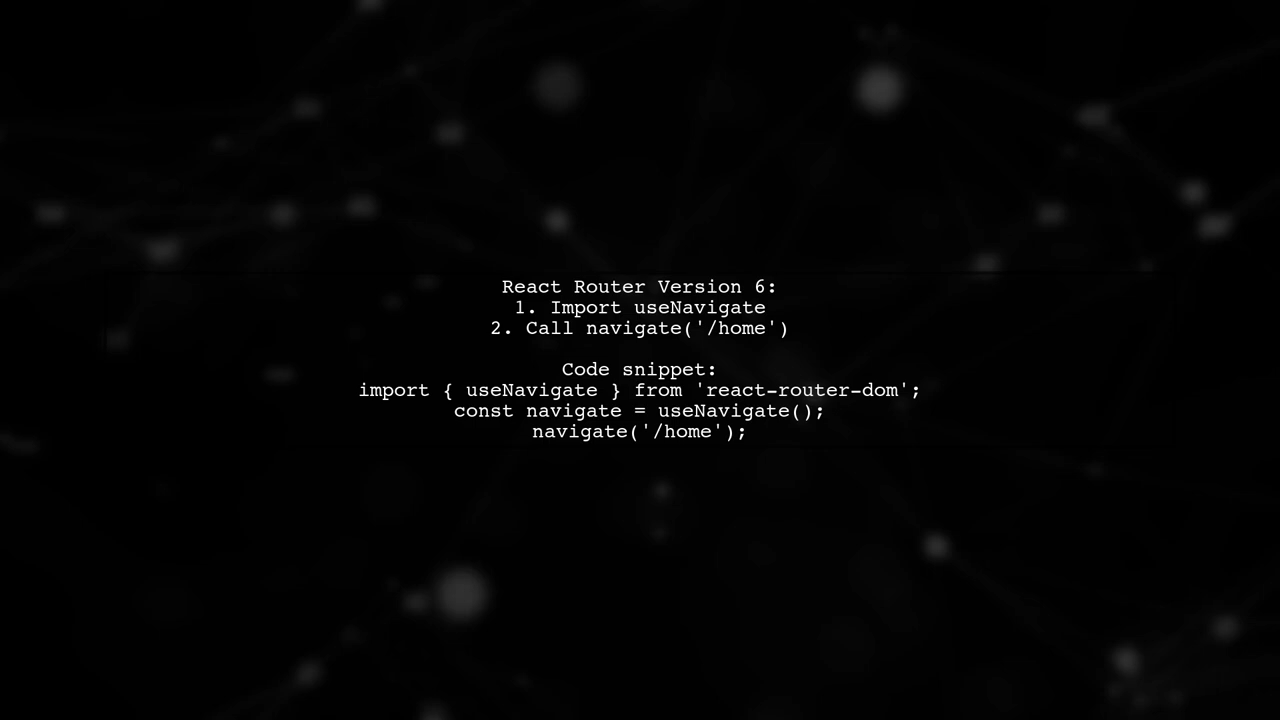 React Router Version 6:
1. Import useNavigate
2. Call navigate('/home')
Code snippet:
import { useNavigate } from 'react-router-dom';
const navigate = useNavigate();
navigate('/home');